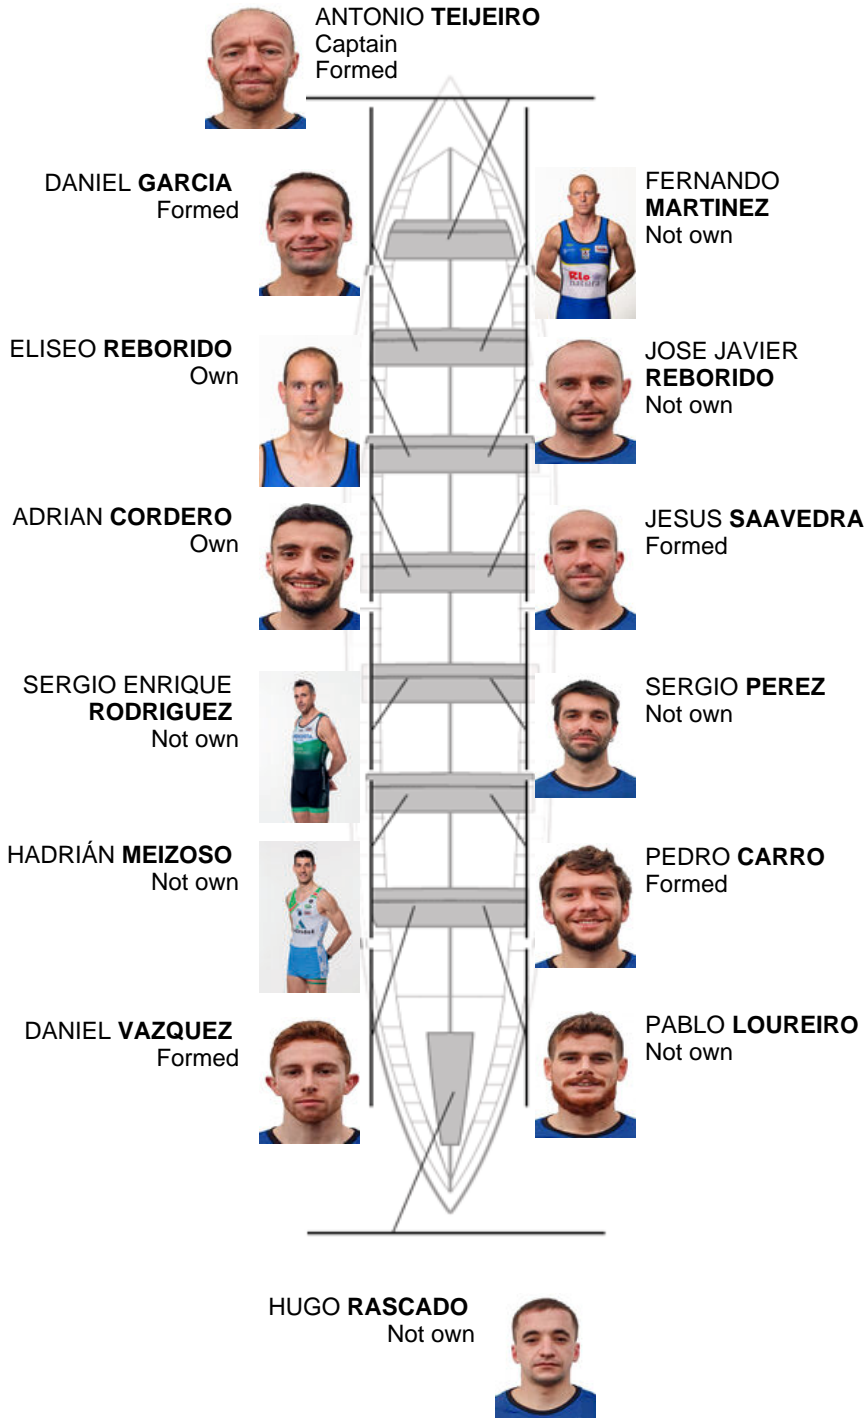 ANTONIO TEIJEIRO
Captain
Formed
DANIEL GARCIA
Formed
FERNANDO
MARTINEZ
Not own
Rio
natura
ELISEO REBORIDO
Own
JOSE JAVIER
REBORIDO
Not own
ADRIAN CORDERO
Own
JESUS SAAVEDRA
Formed
SERGIO ENRIQUE
RODRIGUEZ
Not own
SERGIO PEREZ
Not own
HADRIÁN MEIZOSO
Not own
PEDRO CARRO
Formed
DANIEL VAZQUEZ
Formed
PABLO LOUREIRO
Not own
HUGO RASCADO
Not own